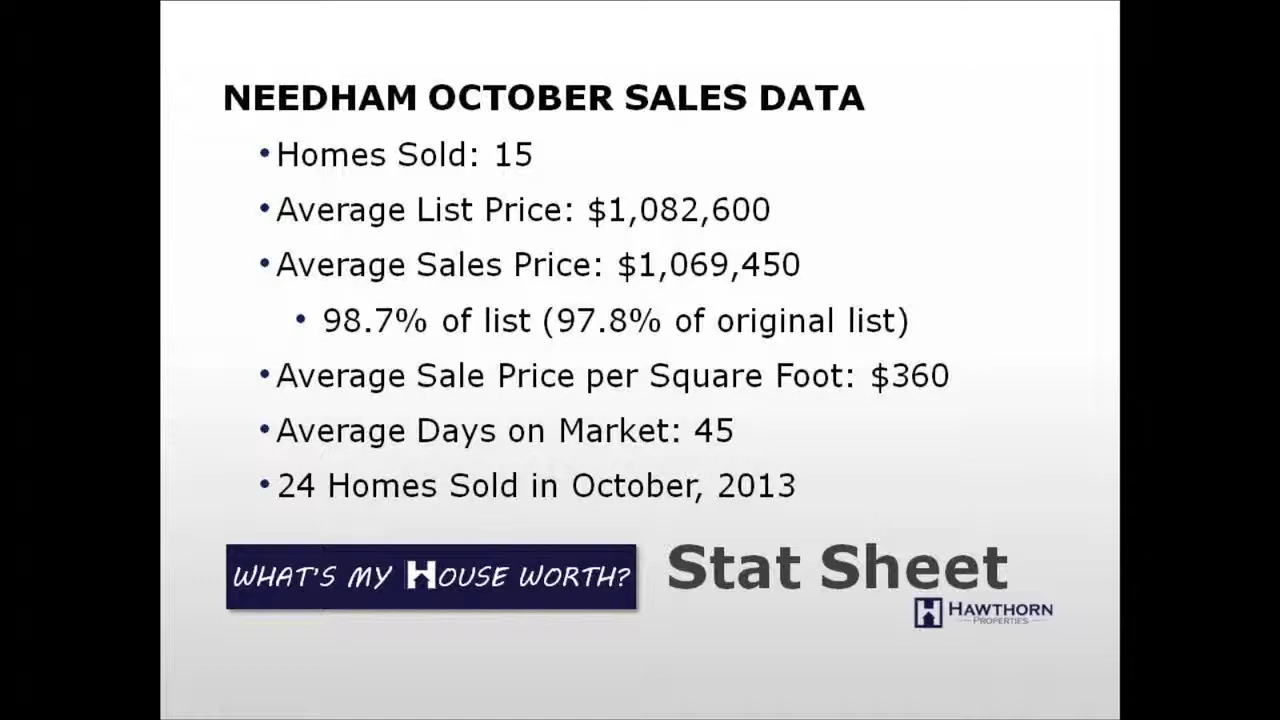 NEEDHAM OCTOBER SALES DATA
•Homes Sold: 15
•Average List Price: $1,082,600
•Average Sales Price: $1,069,450
• 98.7% of list (97.8% of original list)
•Average Sale Price per Square Foot: $360
•Average Days on Market: 45
•24 Homes Sold in October, 2013
WHAT'S MY HOUSE WORTH?
Stat Sheet
HAWTHORN
PROPERTIES